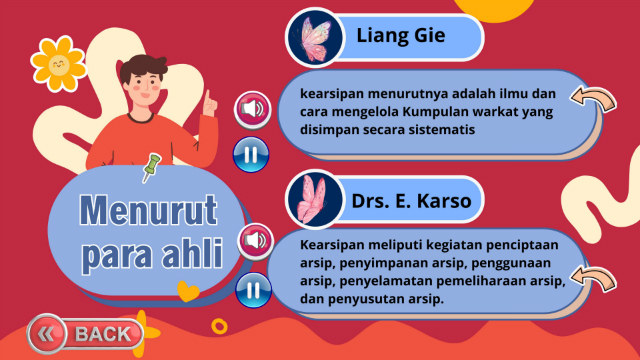 Liang Gie
kearsipan menurutnya adalah ilmu dan
cara mengelola Kumpulan warkat yang
disimpan secara sistematis
Menurut
para ahli
Drs. E. Karso
Kearsipan meliputi kegiatan penciptaan
arsip, penyimpanan arsip, penggunaan
arsip, penyelamatan pemeliharaan arsip,
dan penyusutan arsip.
BACK